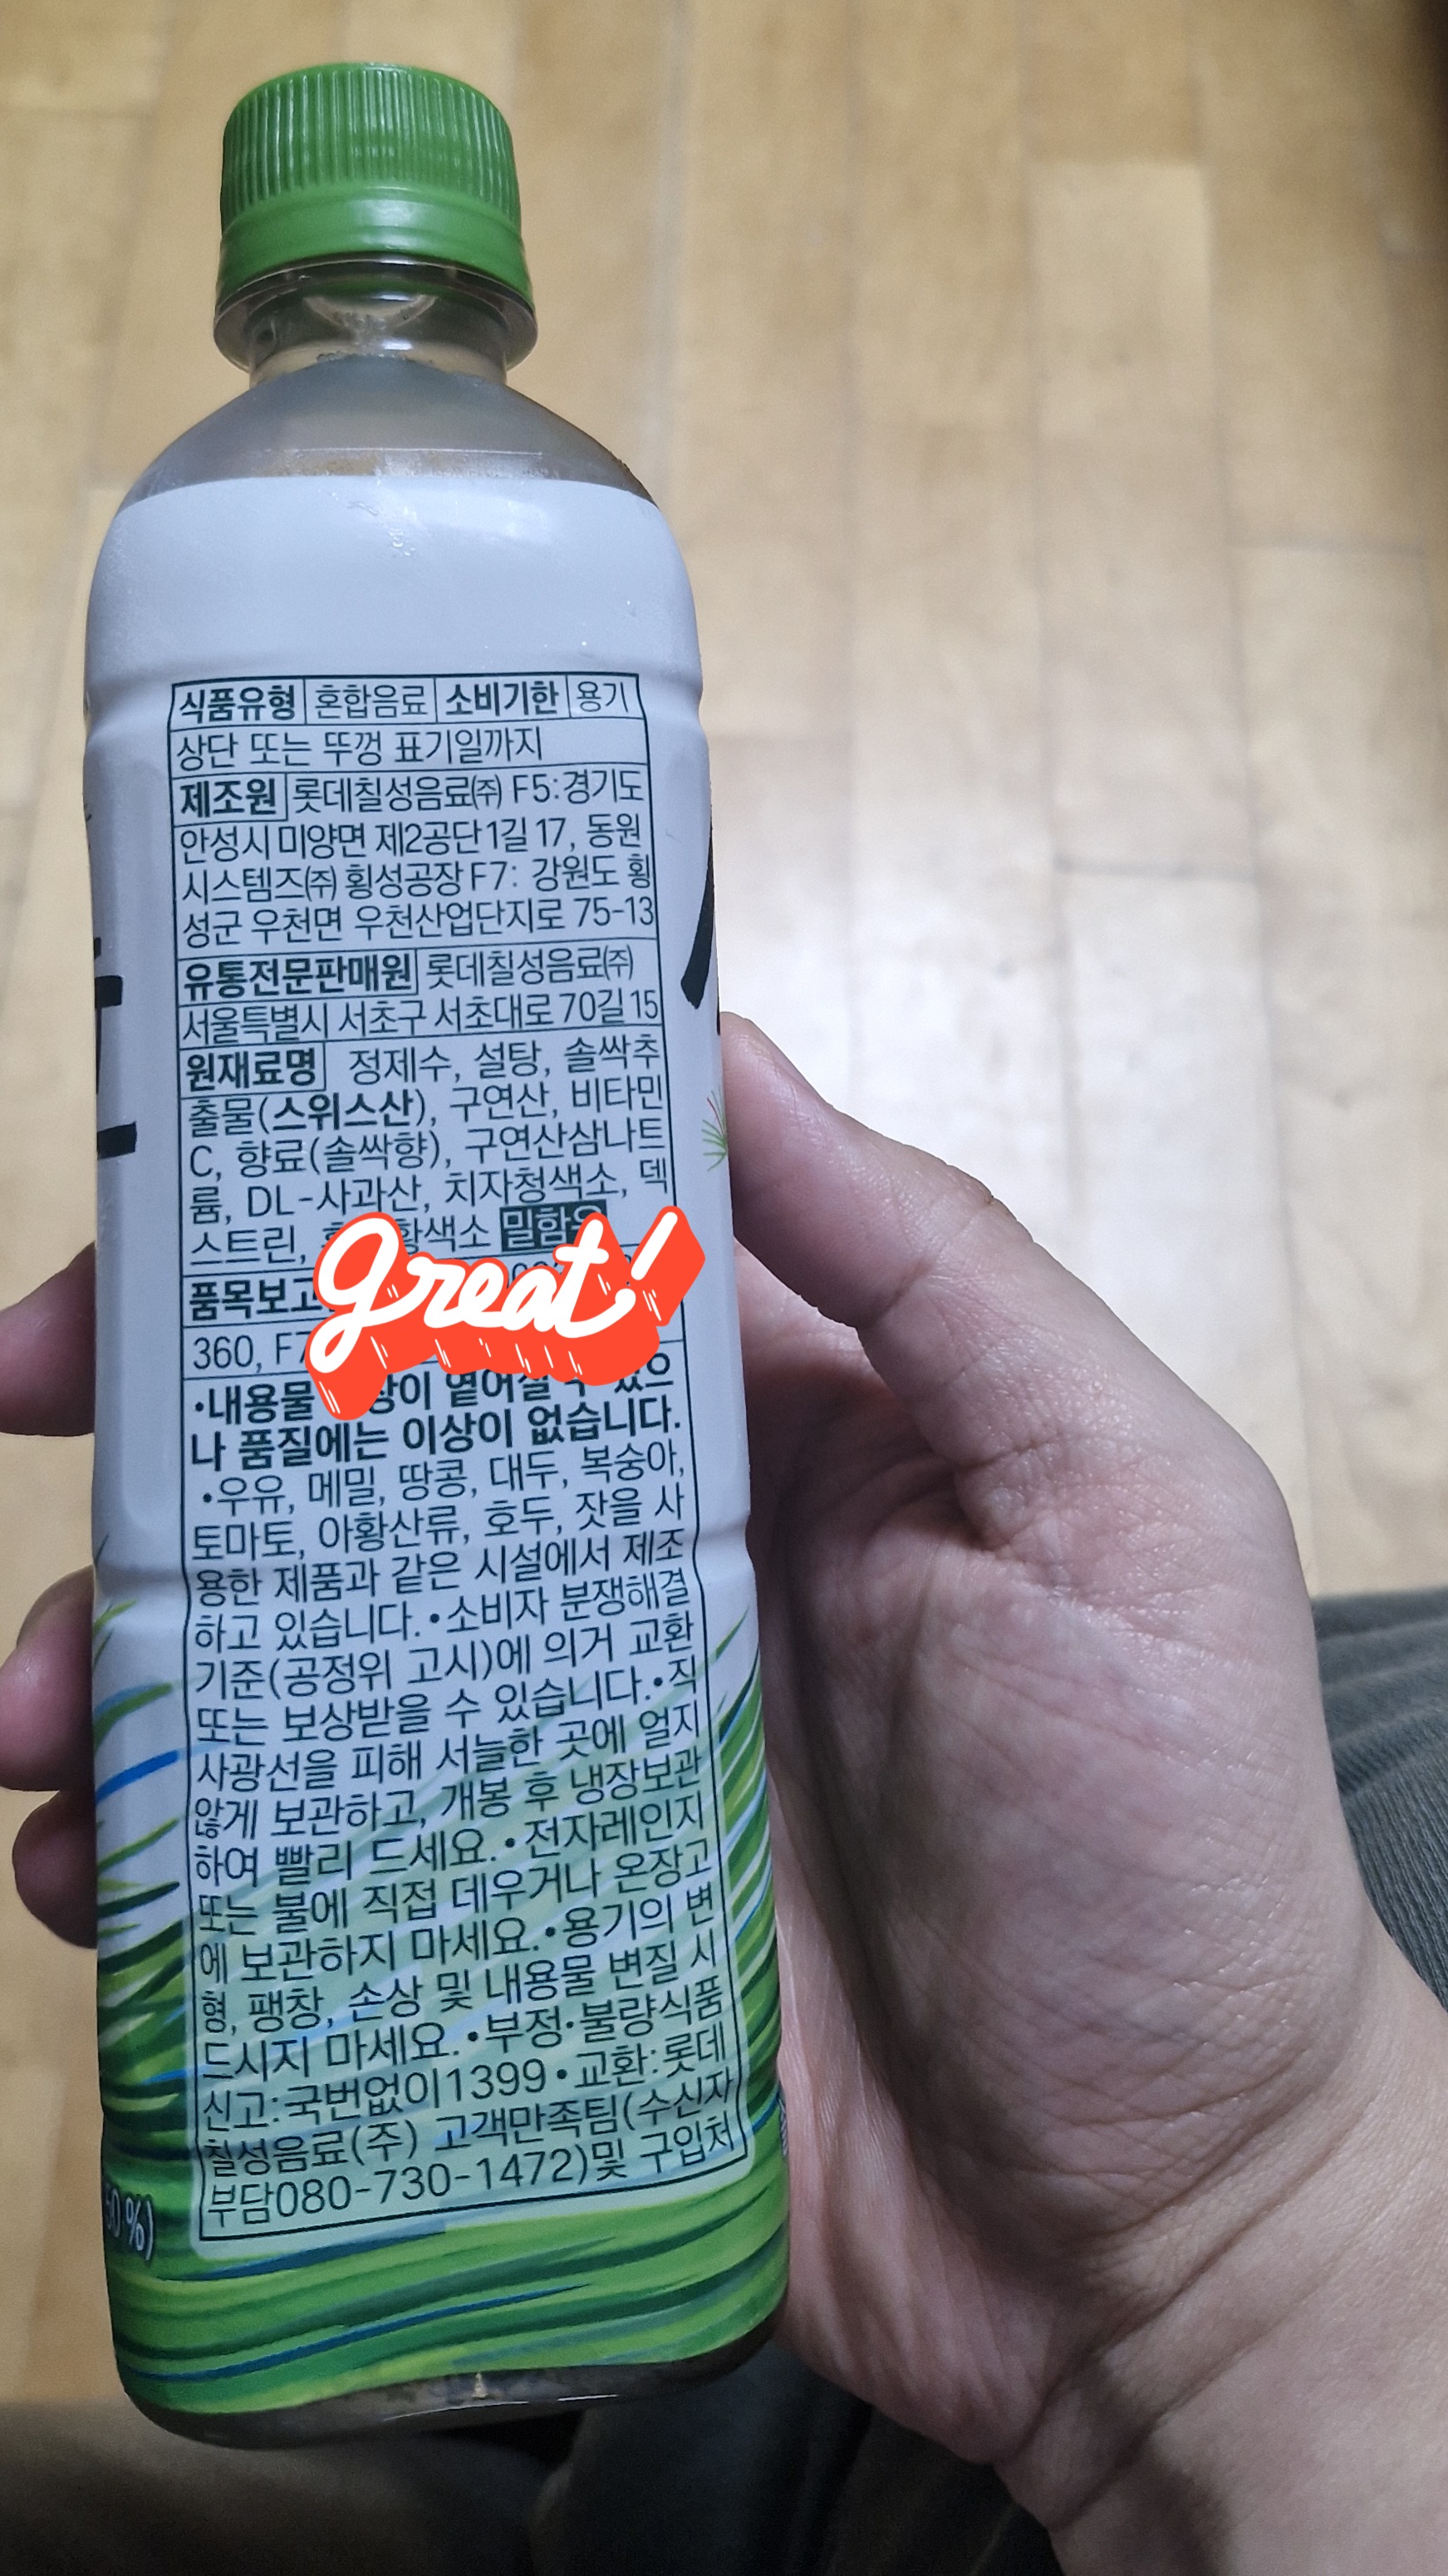 식품유형 혼합음료 소비기한 용기
상단 또는 뚜껑 표기일까지
제조원 롯데칠성음료㈜ F5:경기도
안성시 미양면 제2공단1길 17, 동원
시스템즈㈜ 횡성공장 F7: 강원도 횡
성군 우천면 우천산업단지로 75-13
유통전문판매원 롯데칠성음료㈜
서울특별시 서초구 서초대로 70길 15
원재료명 정제수, 설탕, 솔싹추
출물(스위스산), 구연산, 비타민
C, 향료(솔싹향), 구연산삼나트
륨, DL-사과산, 치자청색소, 덱
스트린, 밀함유
great!
360,
•내용물 옅어질 수 있으
나 품질에는 이상이 없습니다.
•우유, 메밀, 땅콩, 대두, 복숭아,
토마토, 아황산류, 호두, 잣을 사
용한 제품과 같은 시설에서 제조
하고 있습니다. •소비자 분쟁해결
기준(공정위 고시)에 의거 교환
또는 보상받을 수 있습니다.•직
사광선을 피해 서늘한 곳에 얼지
않게 보관하고, 개봉 후 냉장보관
하여 빨리 드세요. •전자레인지
또는 불에 직접 데우거나 온장고
에 보관하지 마세요.•용기의 변
형, 팽창, 손상 및 내용물 변질 시
드시지 마세요. •부정·불량식품
신고:국번없이1399•교환:롯데
칠성음료(주) 고객만족팀(수신자
부담080-730-1472)및 구입처